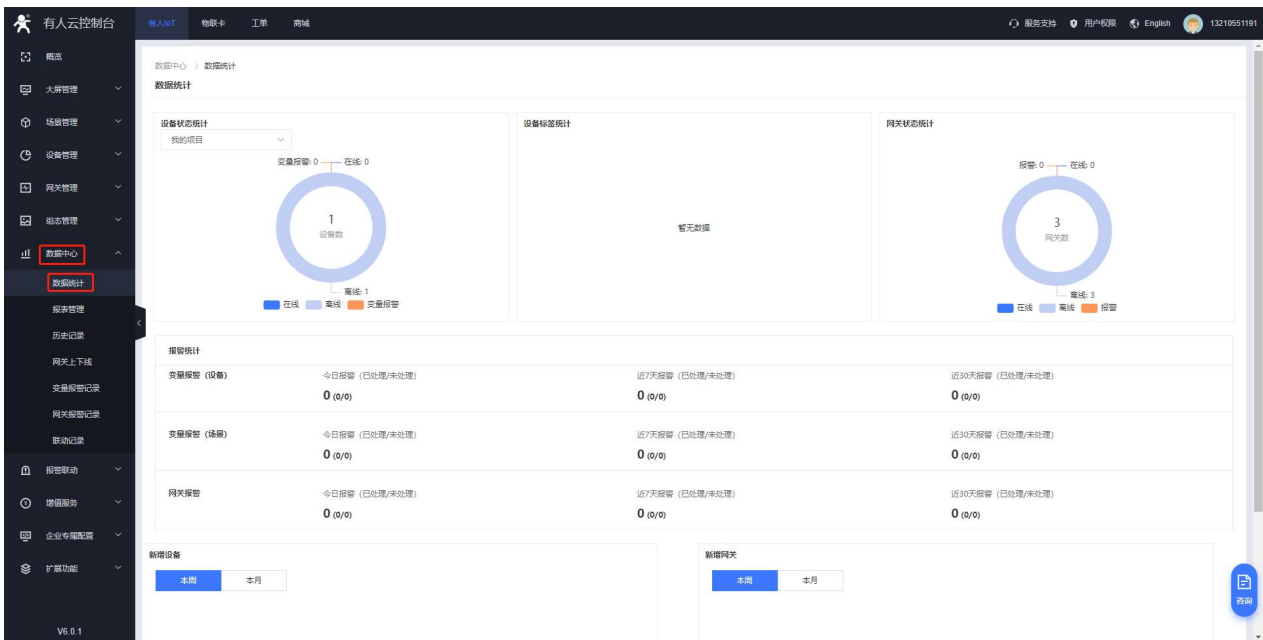 有人云控制台
有人IoT 物联卡 工单 商城
服务支持 用户权限 English 13210551191
概览
大屏管理
场景管理
设备管理
网关管理
组态管理
数据中心
数据统计
报表管理
历史记录
网关上下线
变量报警记录
网关报警记录
联动记录
报警联动
增值服务
企业专属配置
扩展功能
V6.0.1
数据中心 > 数据统计
数据统计
设备状态统计
我的项目
变量报警: 0 在线: 0
1
设备数
离线: 1
在线 离线 变量报警
设备标签统计
暂无数据
网关状态统计
报警: 0 在线: 0
3
网关数
离线: 3
在线 离线 报警
报警统计
变量报警 (设备) 今日报警 (已处理/未处理) 近7天报警 (已处理/未处理) 近30天报警 (已处理/未处理)
0 (0/0) 0 (0/0) 0 (0/0)
变量报警 (场景) 今日报警 (已处理/未处理) 近7天报警 (已处理/未处理) 近30天报警 (已处理/未处理)
0 (0/0) 0 (0/0) 0 (0/0)
网关报警 今日报警 (已处理/未处理) 近7天报警 (已处理/未处理) 近30天报警 (已处理/未处理)
0 (0/0) 0 (0/0) 0 (0/0)
新增设备
本周 本月
新增网关
本周 本月
咨询